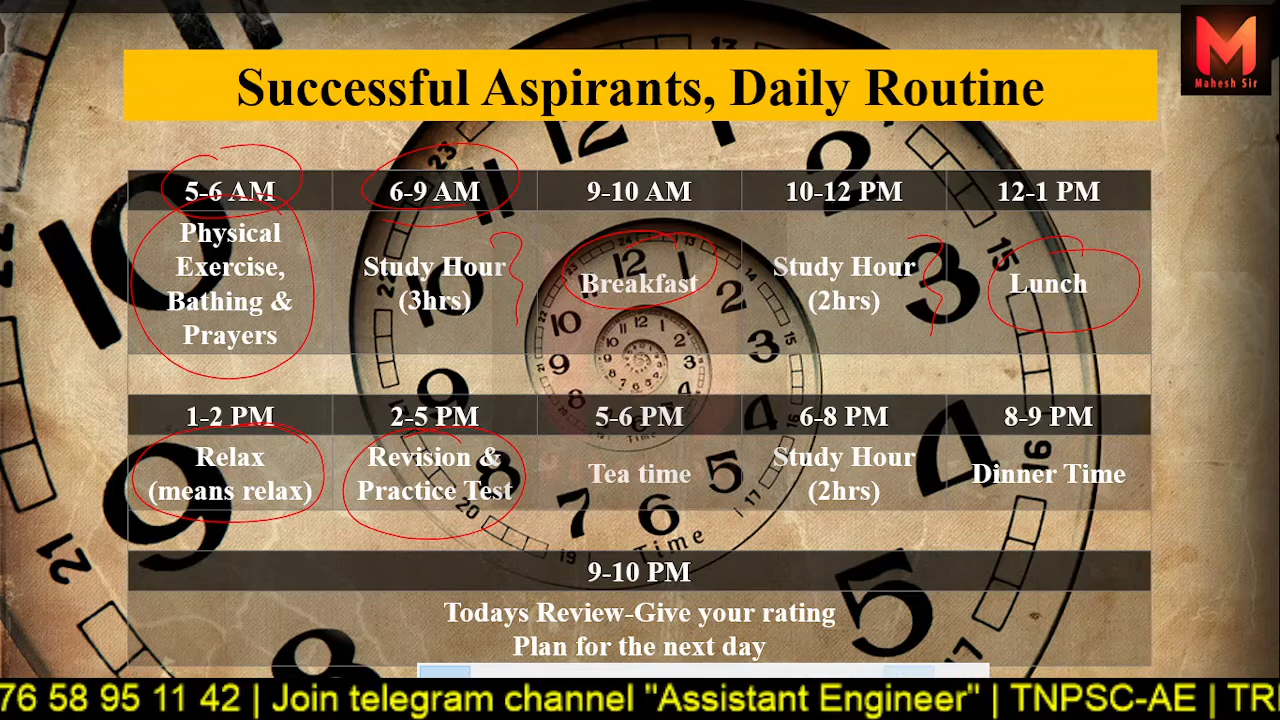 M
Mahesh Sir
Successful Aspirants, Daily Routine
5-6 AM
6-9 AM
9-10 AM
10-12 PM
12-1 PM
Physical
Exercise,
Bathing &
Prayers
Study Hour
(3hrs)
Breakfast
Study Hour
(2hrs)
Lunch
1-2 PM
2-5 PM
5-6 PM
6-8 PM
8-9 PM
Relax
(means relax)
Revision &
Practice Test
Tea time
Study Hour
(2hrs)
Dinner Time
9-10 PM
Todays Review-Give your rating
Plan for the next day
Time
76 58 95 11 42 | Join telegram channel "Assistant Engineer" | TNPSC-AE |